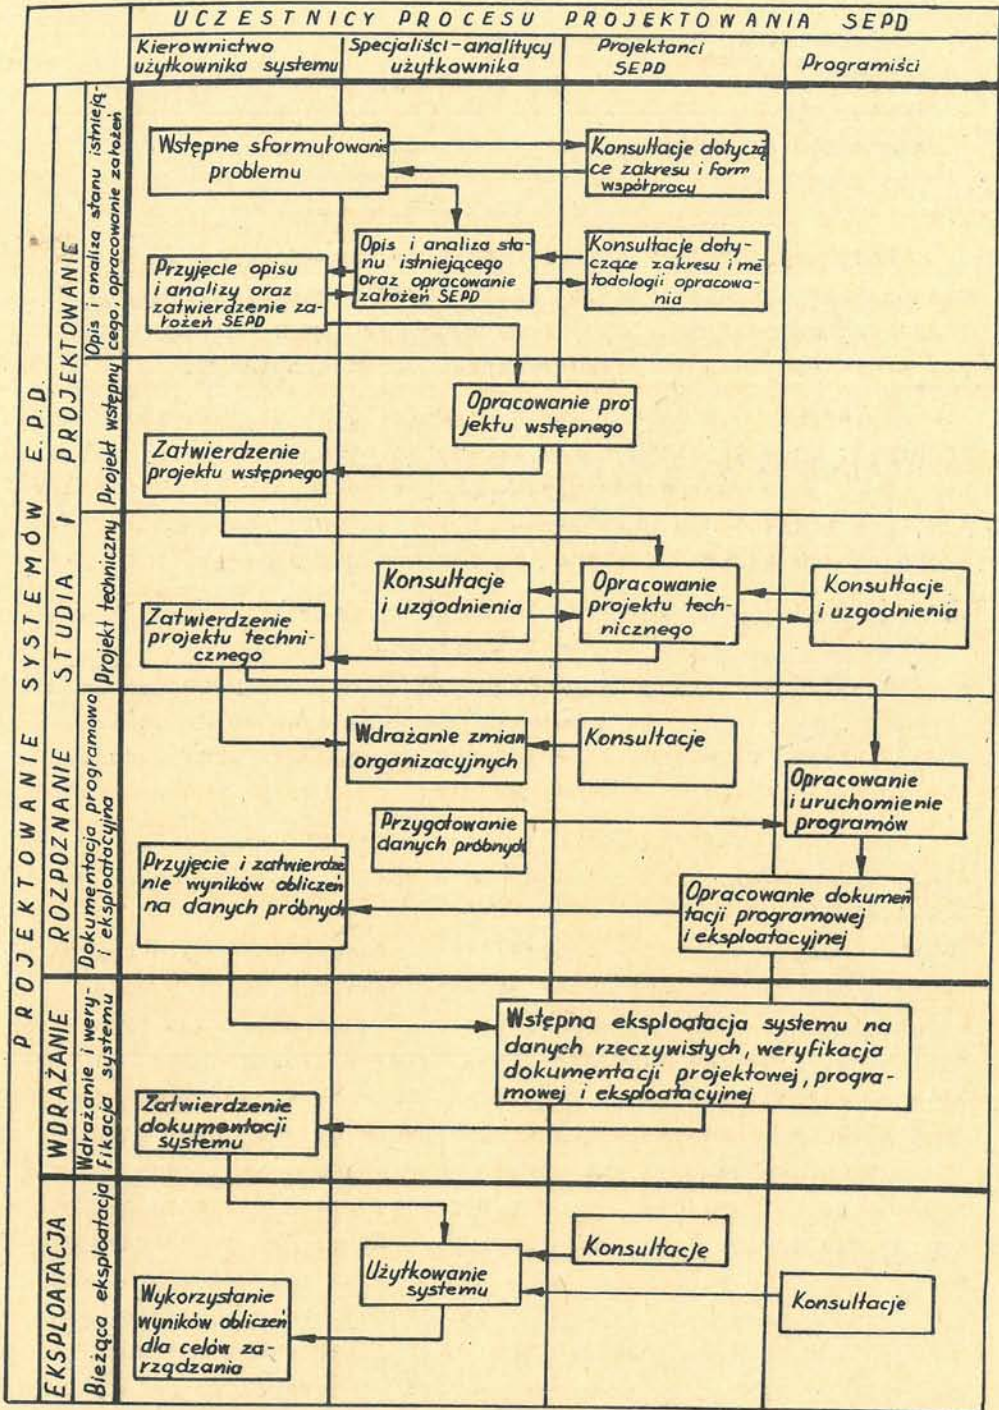 UCZESTNICY PROCESU PROJEKTOWANIA SEPD
Kierownictwo
użytkownika systemu
Specjaliści-analitycy
użytkownika
Projektanci
SEPD
Programiści
PROJEKTOWANIE SYSTEMÓW E.P.D.
ROZPOZNANIE STUDIA I PROJEKTOWANIE
Opis i analiza stanu istnieją-
cego, opracowanie założeń
Wstępne sformułowanie
problemu
Konsultacje dotyczą
ce zakresu i form
współpracy
Przyjęcie opisu
i analizy oraz
zatwierdzenie za-
łożeń SEPD
Opis i analiza sta-
nu istniejącego
oraz opracowanie
założeń SEPD
Konsultacje doty-
czące zakresu i me
todologii opracowa-
nia
Projekt wstępny
Opracowanie pro-
jektu wstępnego
Zatwierdzenie
projektu wstępnego
Projekt techniczny
Konsultacje
i uzgodnienia
Opracowanie
projektu tech-
nicznego
Konsultacje
i uzgodnienia
Zatwierdzenie
projektu techni-
cznego
Dokumentacja programowo
i eksploatacyjna
Wdrażanie zmian
organizacyjnych
Konsultacje
Opracowanie
i uruchomienie
programów
Przygotowanie
danych próbnych
Przyjęcie i zatwierdze
nie wyników obliczeń
na danych próbnych
Opracowanie dokumen
tacji programowej
i eksploatacyjnej
WDRAŻANIE
Wdrażanie i wery-
fikacja systemu
Wstępna eksploatacja systemu na
danych rzeczywistych, weryfikacja
dokumentacji projektowej, progra-
mowej i eksploatacyjnej
Zatwierdzenie
dokumentacji
systemu
EKSPLOATACJA
Bieżąca eksploatacja
Konsultacje
Użytkowanie
systemu
Konsultacje
Wykorzystanie
wyników obliczeń
dla celów za-
rządzania